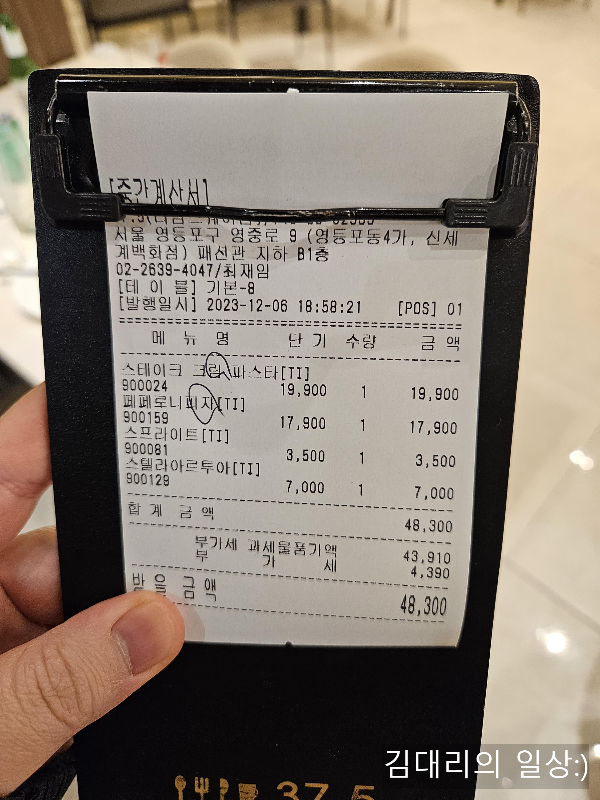 [중간계산서]
서울 영등포구 영중로 9 (영등포동4가, 신세
계백화점) 패션관 지하 B1층
02-2639-4047/최재임
[테 이 블] 기본-8
[발행일시] 2023-12-06 18:58:21 [POS] 01
메 뉴 명 단 가 수량 금 액
스테이크 크림파스타[TI]
900024 19,900 1 19,900
페페로니피자[TI]
900159 17,900 1 17,900
스프라이트[TI]
900081 3,500 1 3,500
스텔라아르투아[TI]
900129 7,000 1 7,000
합 계 금 액 48,300
부가세 과세물품가액 43,910
부 가 세 4,390
받 을 금 액 48,300
37.5
김대리의 일상:)